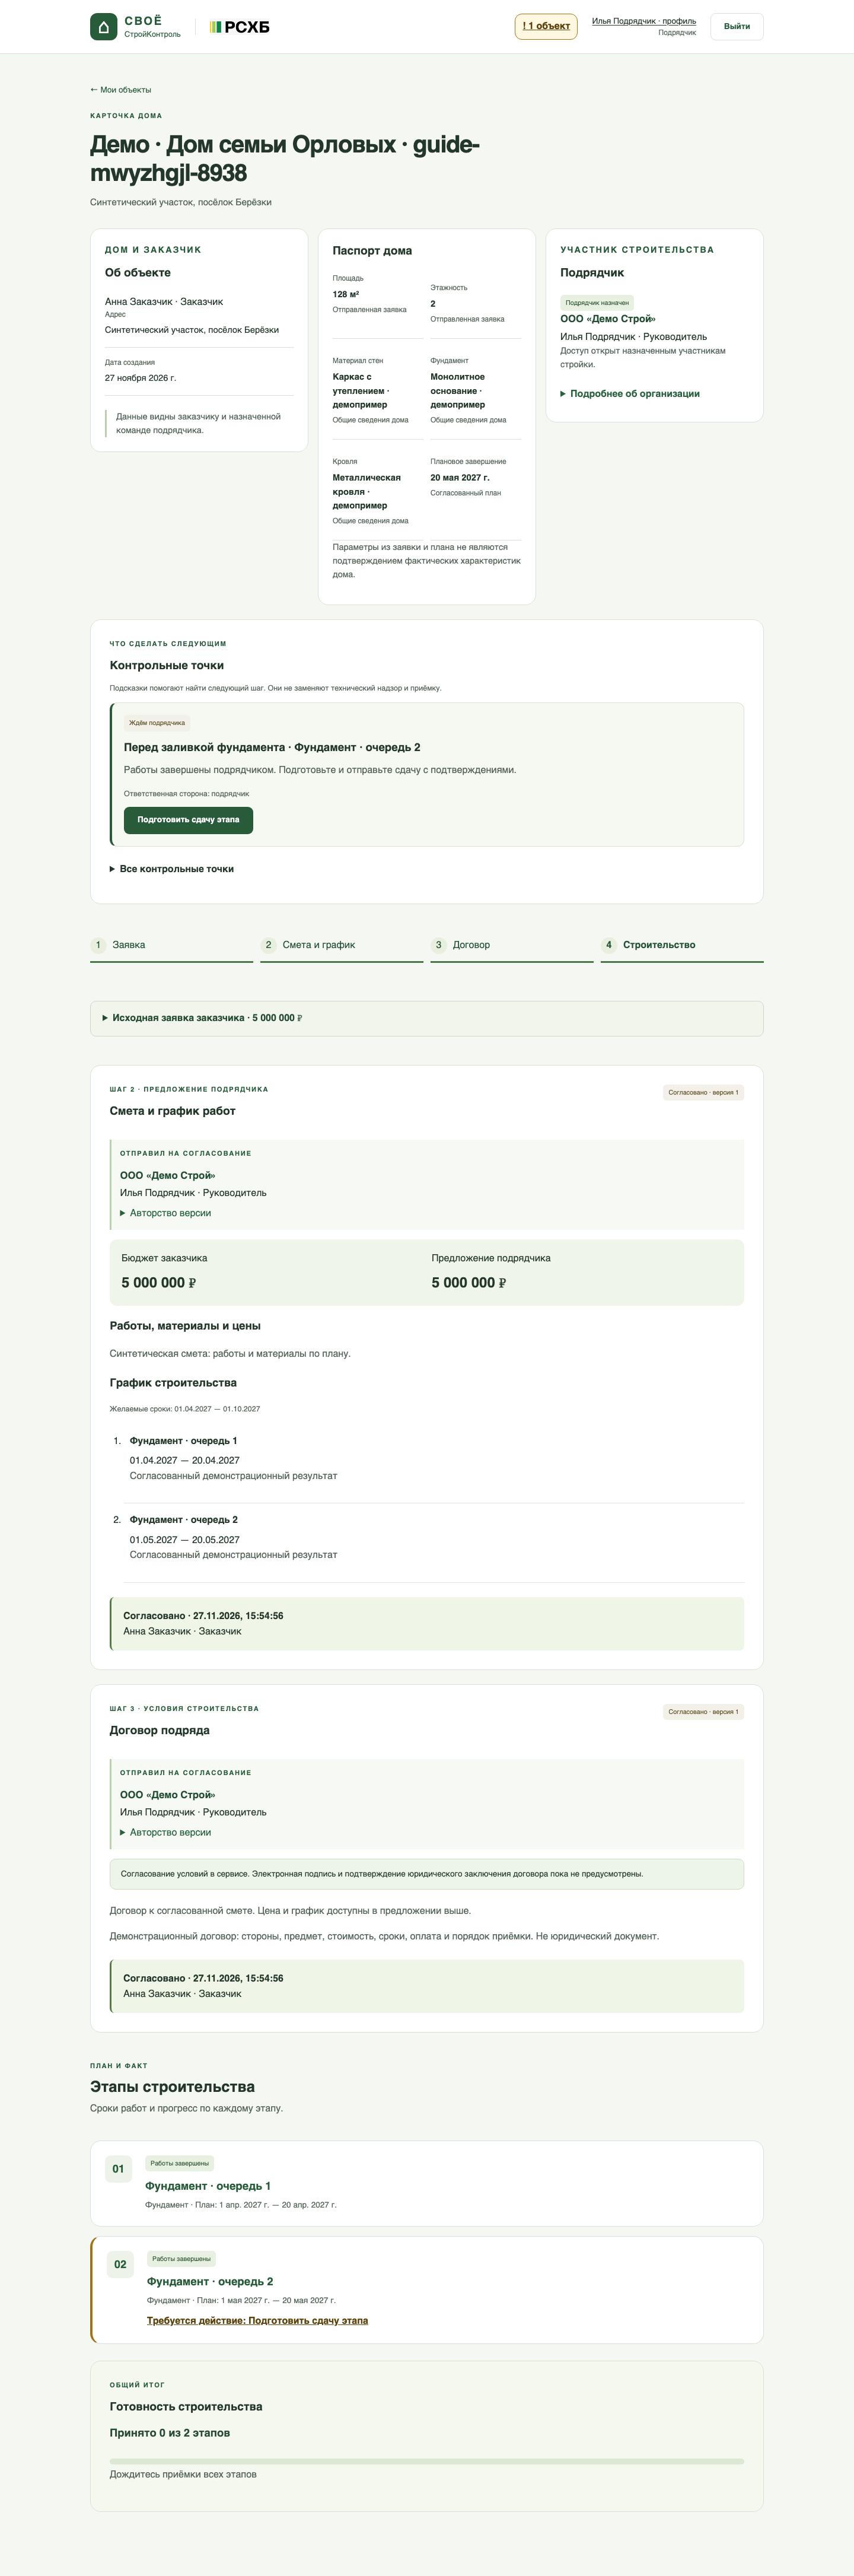 СВОЁ
СтройКонтроль
РСХБ
! 1 объект
Илья Подрядчик · профиль
Подрядчик
Выйти
← Мои объекты
КАРТОЧКА ДОМА
Демо · Дом семьи Орловых · guide-
mwyzhgjl-8938
Синтетический участок, посёлок Берёзки
ДОМ И ЗАКАЗЧИК
Об объекте
Анна Заказчик · Заказчик
Адрес
Синтетический участок, посёлок Берёзки
Дата создания
27 ноября 2026 г.
Данные видны заказчику и назначенной
команде подрядчика.
Паспорт дома
Площадь
128 м²
Отправленная заявка
Этажность
2
Отправленная заявка
Материал стен
Каркас с
утеплением ·
демопример
Общие сведения дома
Фундамент
Монолитное
основание ·
демопример
Общие сведения дома
Кровля
Металлическая
кровля ·
демопример
Общие сведения дома
Плановое завершение
20 мая 2027 г.
Согласованный план
Параметры из заявки и плана не являются
подтверждением фактических характеристик
дома.
УЧАСТНИК СТРОИТЕЛЬСТВА
Подрядчик
Подрядчик назначен
ООО «Демо Строй»
Илья Подрядчик · Руководитель
Доступ открыт назначенным участникам
стройки.
▶ Подробнее об организации
ЧТО СДЕЛАТЬ СЛЕДУЮЩИМ
Контрольные точки
Подсказки помогают найти следующий шаг. Они не заменяют технический надзор и приёмку.
Ждём подрядчика
Перед заливкой фундамента · Фундамент · очередь 2
Работы завершены подрядчиком. Подготовьте и отправьте сдачу с подтверждениями.
Ответственная сторона: подрядчик
Подготовить сдачу этапа
▶ Все контрольные точки
1 Заявка
2 Смета и график
3 Договор
4 Строительство
▶ Исходная заявка заказчика · 5 000 000 ₽
ШАГ 2 · ПРЕДЛОЖЕНИЕ ПОДРЯДЧИКА
Согласовано · версия 1
Смета и график работ
ОТПРАВИЛ НА СОГЛАСОВАНИЕ
ООО «Демо Строй»
Илья Подрядчик · Руководитель
▶ Авторство версии
Бюджет заказчика
5 000 000 ₽
Предложение подрядчика
5 000 000 ₽
Работы, материалы и цены
Синтетическая смета: работы и материалы по плану.
График строительства
Желаемые сроки: 01.04.2027 — 01.10.2027
1. Фундамент · очередь 1
01.04.2027 — 20.04.2027
Согласованный демонстрационный результат
2. Фундамент · очередь 2
01.05.2027 — 20.05.2027
Согласованный демонстрационный результат
Согласовано · 27.11.2026, 15:54:56
Анна Заказчик · Заказчик
ШАГ 3 · УСЛОВИЯ СТРОИТЕЛЬСТВА
Согласовано · версия 1
Договор подряда
ОТПРАВИЛ НА СОГЛАСОВАНИЕ
ООО «Демо Строй»
Илья Подрядчик · Руководитель
▶ Авторство версии
Согласование условий в сервисе. Электронная подпись и подтверждение юридического заключения договора пока не предусмотрены.
Договор к согласованной смете. Цена и график доступны в предложении выше.
Демонстрационный договор: стороны, предмет, стоимость, сроки, оплата и порядок приёмки. Не юридический документ.
Согласовано · 27.11.2026, 15:54:56
Анна Заказчик · Заказчик
ПЛАН И ФАКТ
Этапы строительства
Сроки работ и прогресс по каждому этапу.
01
Работы завершены
Фундамент · очередь 1
Фундамент · План: 1 апр. 2027 г. — 20 апр. 2027 г.
02
Работы завершены
Фундамент · очередь 2
Фундамент · План: 1 мая 2027 г. — 20 мая 2027 г.
Требуется действие: Подготовить сдачу этапа
ОБЩИЙ ИТОГ
Готовность строительства
Принято 0 из 2 этапов
Дождитесь приёмки всех этапов